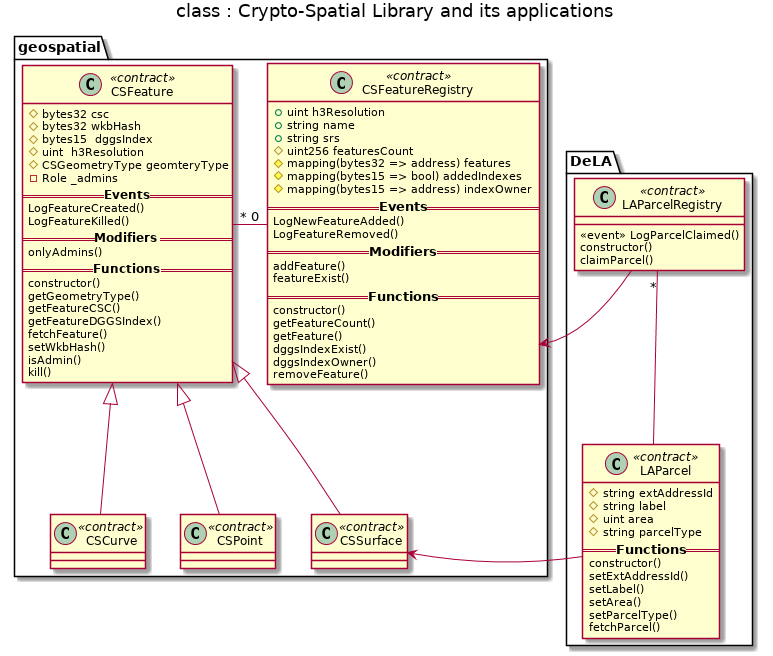 class : Crypto-Spatial Library and its applications
geospatial
C «contract»
CSFeature
bytes32 csc
bytes32 wkbHash
bytes15 dggsIndex
uint h3Resolution
CSGeometryType geomteryType
Role _admins
Events
LogFeatureCreated()
LogFeatureKilled()
Modifiers
onlyAdmins()
Functions
constructor()
getGeometryType()
getFeatureCSC()
getFeatureDGGSIndex()
fetchFeature()
setWkbHash()
isAdmin()
kill()
* 0
C «contract»
CSFeatureRegistry
uint h3Resolution
string name
string srs
uint256 featuresCount
mapping(bytes32 => address) features
mapping(bytes15 => bool) addedIndexes
mapping(bytes15 => address) indexOwner
Events
LogNewFeatureAdded()
LogFeatureRemoved()
Modifiers
addFeature()
featureExist()
Functions
constructor()
getFeatureCount()
getFeature()
dggsIndexExist()
dggsIndexOwner()
removeFeature()
C «contract»
CSCurve
C «contract»
CSPoint
C «contract»
CSSurface
DeLA
C «contract»
LAParcelRegistry
«event» LogParcelClaimed()
constructor()
claimParcel()
*
C «contract»
LAParcel
string extAddressId
string label
uint area
string parcelType
Functions
constructor()
setExtAddressId()
setLabel()
setArea()
setParcelType()
fetchParcel()